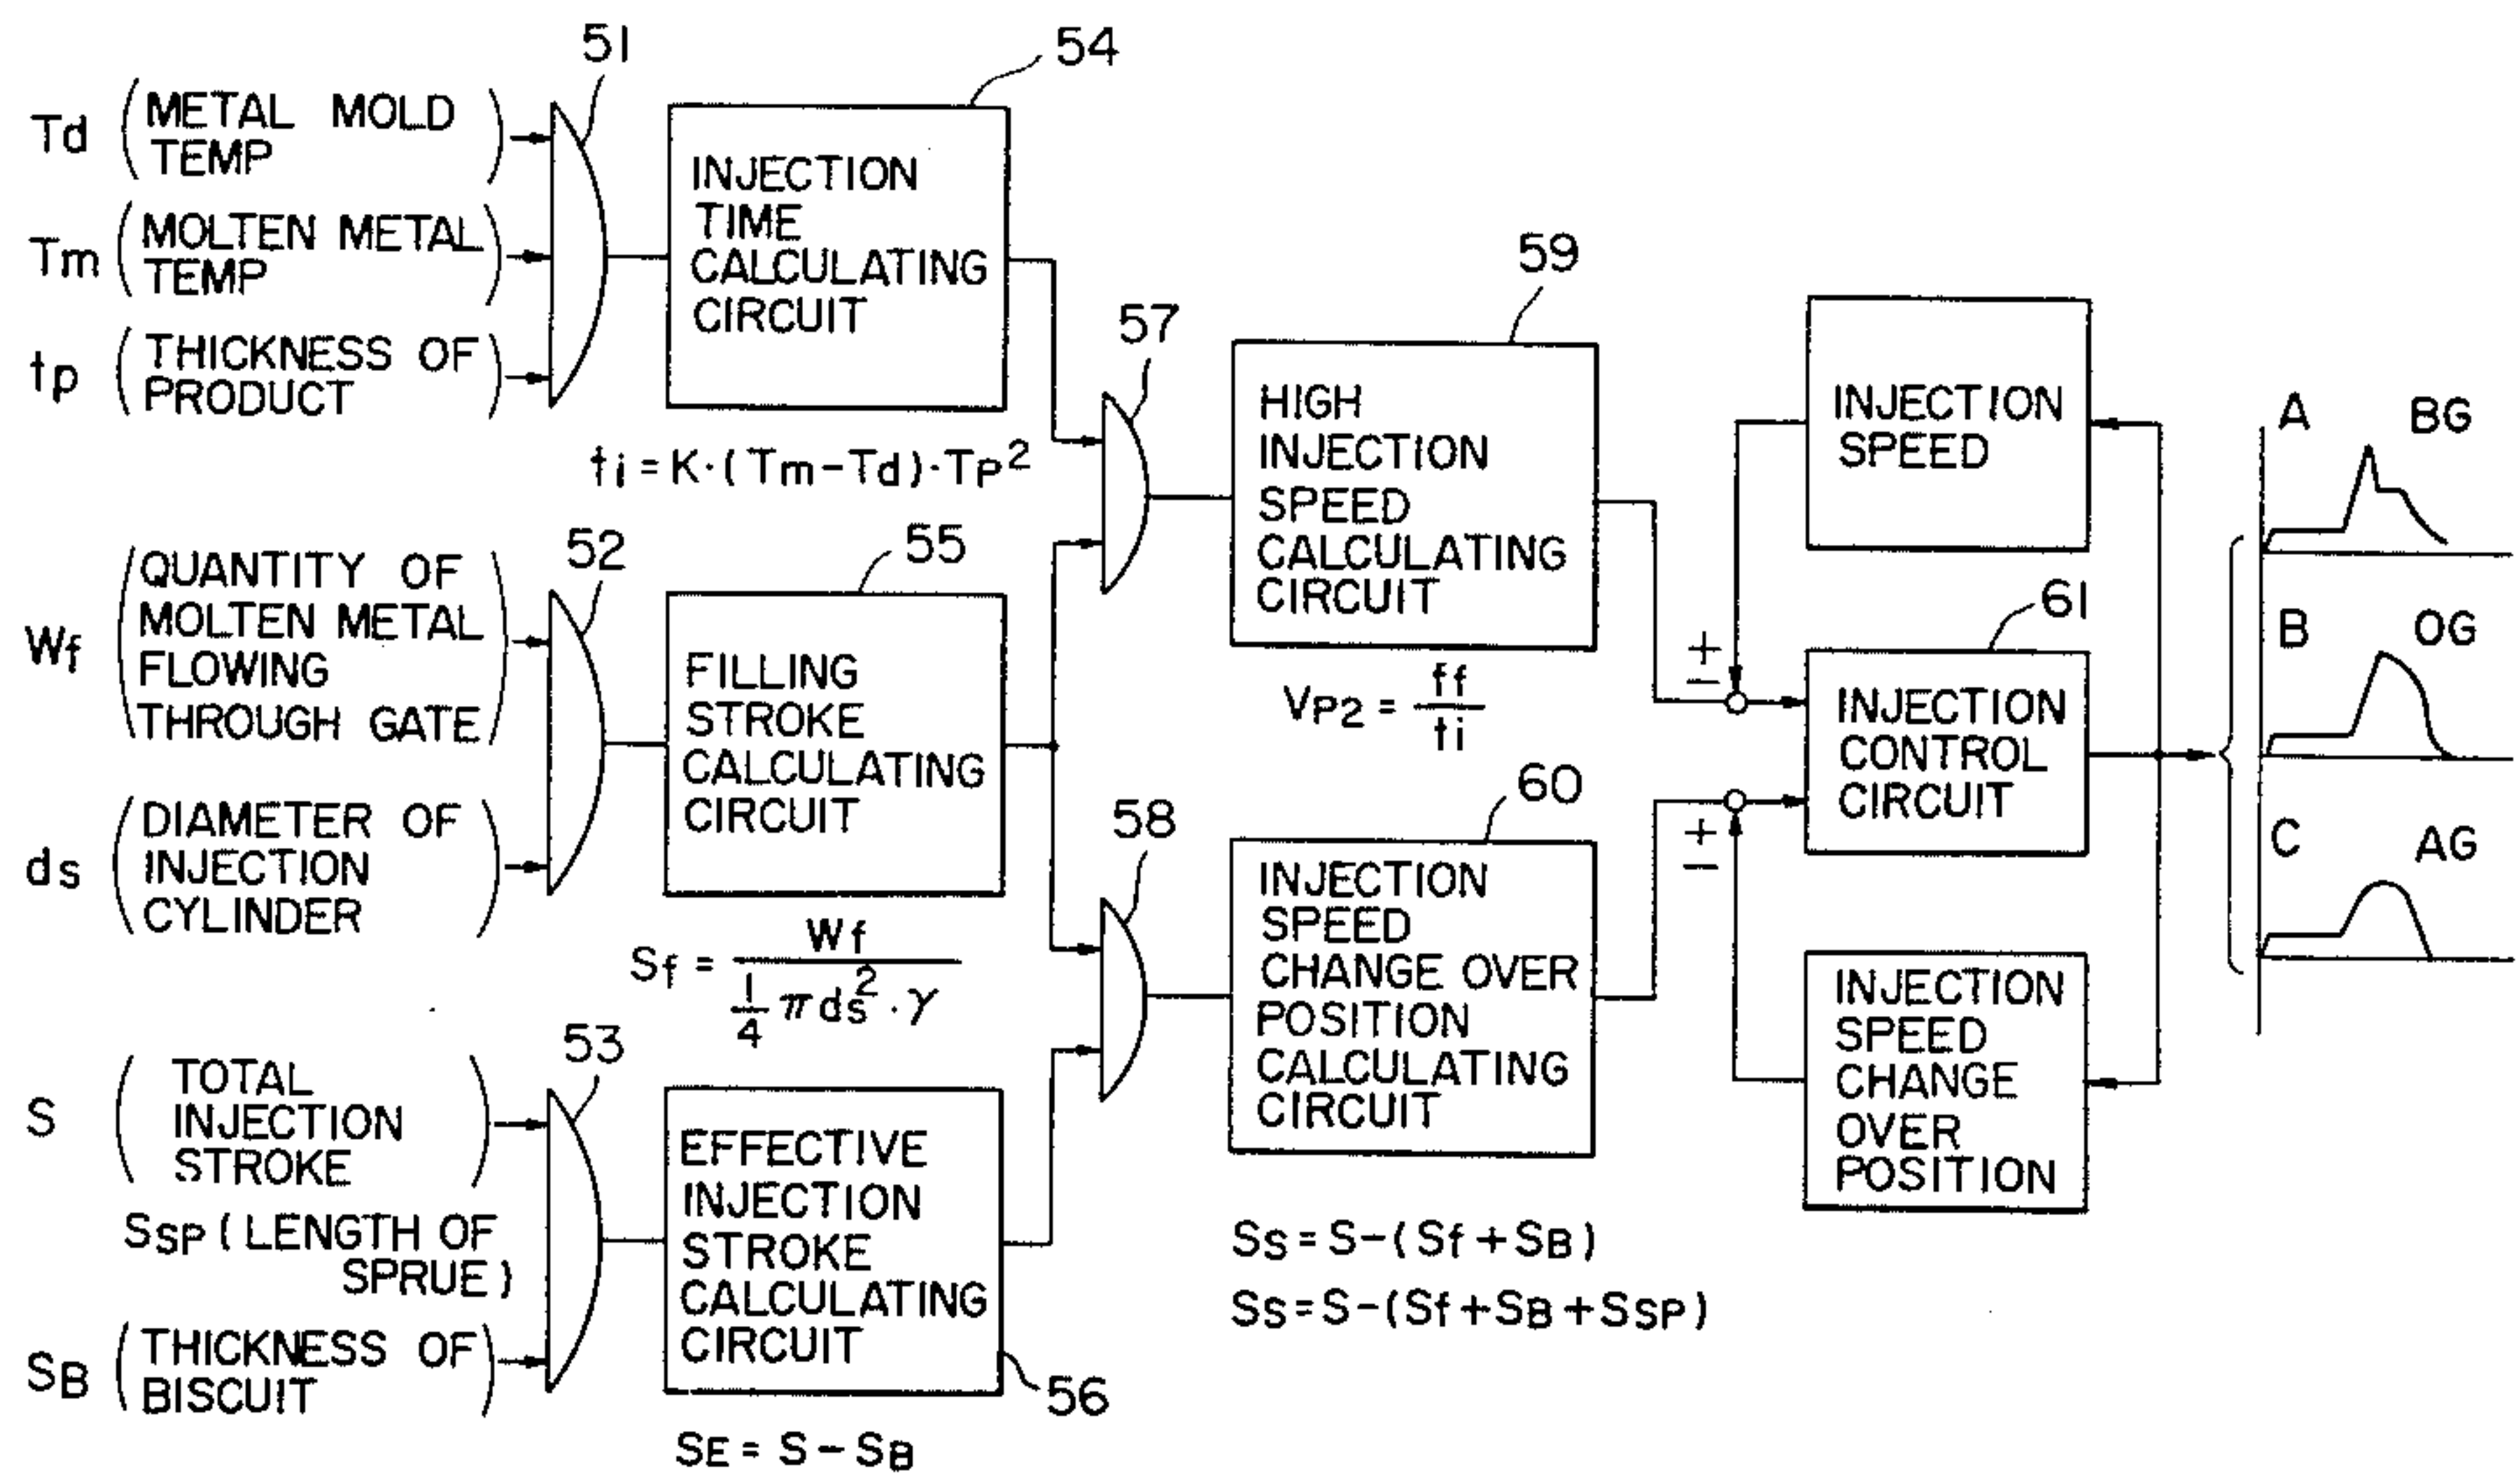 51
54
Td ( METAL MOLD
TEMP )
Tm ( MOLTEN METAL
TEMP )
tp ( THICKNESS OF
PRODUCT )
INJECTION
TIME
CALCULATING
CIRCUIT
ti = K·(Tm-Td)·TP²
52
55
Wf ( QUANTITY OF
MOLTEN METAL
FLOWING
THROUGH GATE )
ds ( DIAMETER OF
INJECTION
CYLINDER )
FILLING
STROKE
CALCULATING
CIRCUIT
Sf = Wf / (1/4 π ds² · γ)
53
S ( TOTAL
INJECTION
STROKE )
SSP ( LENGTH OF
SPRUE )
SB ( THICKNESS OF
BISCUIT )
EFFECTIVE
INJECTION
STROKE
CALCULATING
CIRCUIT
56
SE = S - SB
57
59
HIGH
INJECTION
SPEED
CALCULATING
CIRCUIT
VP2 = ff / ti
58
60
INJECTION
SPEED
CHANGE OVER
POSITION
CALCULATING
CIRCUIT
SS = S-(Sf+SB)
SS = S-(Sf+SB+SSP)
INJECTION
SPEED
+
−
61
INJECTION
CONTROL
CIRCUIT
+
−
INJECTION
SPEED
CHANGE
OVER
POSITION
A BG
B OG
C AG